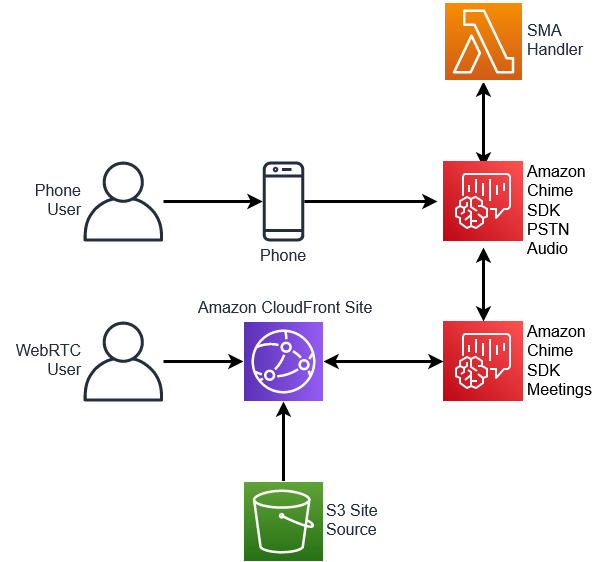 SMA
Handler
Phone
User
Phone
Amazon
Chime
SDK
PSTN
Audio
Amazon CloudFront Site
WebRTC
User
Amazon
Chime
SDK
Meetings
S3 Site
Source